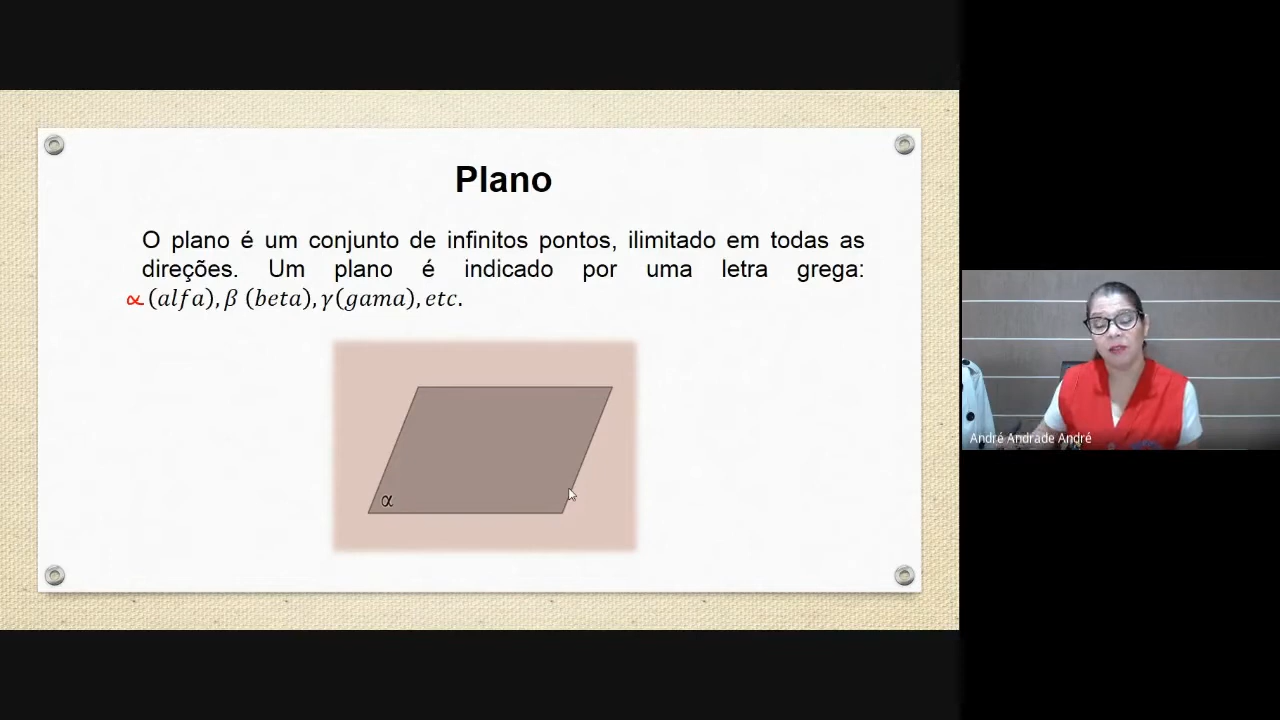 Plano
O plano é um conjunto de infinitos pontos, ilimitado em todas as
direções. Um plano é indicado por uma letra grega:
α (alfa), β (beta), γ(gama), etc.
α
André Andrade André